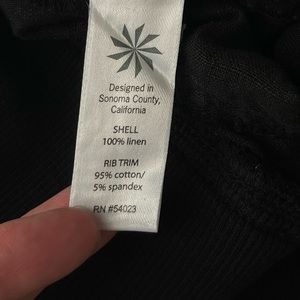 Designed in
Sonoma County,
California
SHELL
100% linen
RIB TRIM
95% cotton/
5% spandex
RN #54023